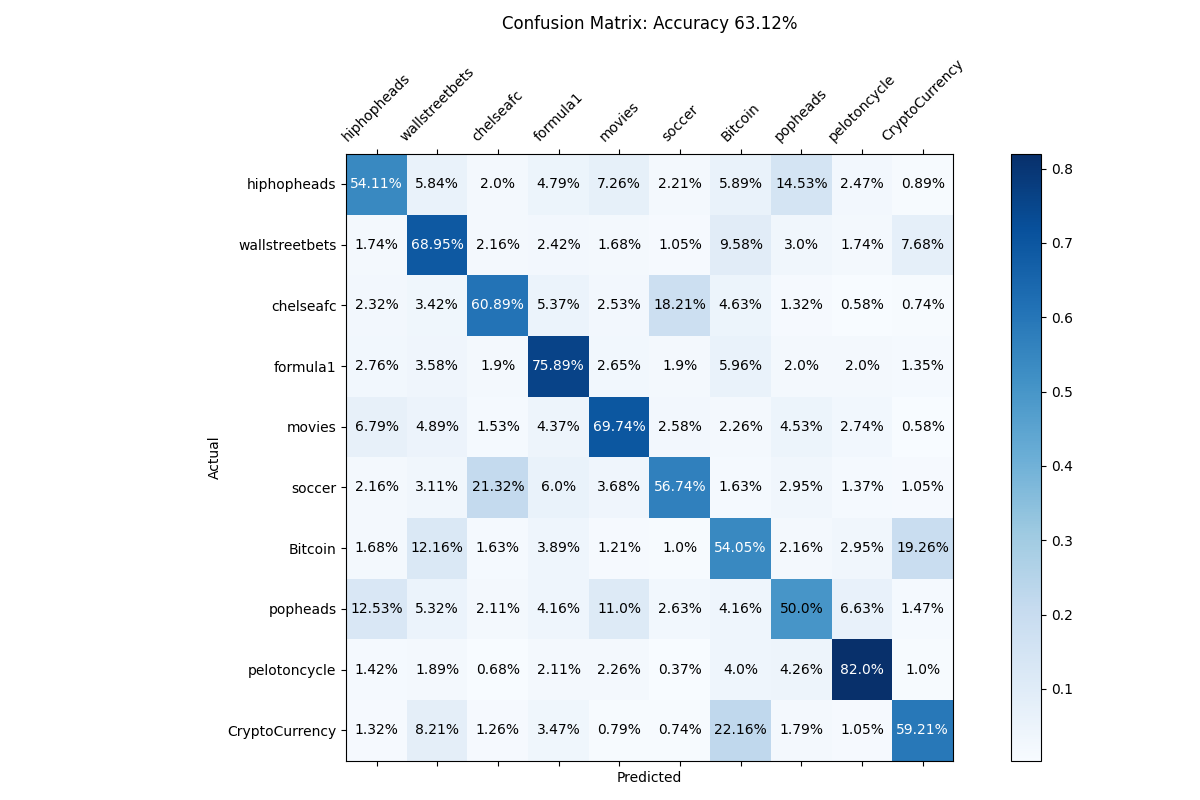 Confusion Matrix: Accuracy 63.12%
hiphopheads wallstreetbets chelseafc formula1 movies soccer Bitcoin popheads pelotoncycle CryptoCurrency
hiphopheads 54.11% 5.84% 2.0% 4.79% 7.26% 2.21% 5.89% 14.53% 2.47% 0.89%
wallstreetbets 1.74% 68.95% 2.16% 2.42% 1.68% 1.05% 9.58% 3.0% 1.74% 7.68%
chelseafc 2.32% 3.42% 60.89% 5.37% 2.53% 18.21% 4.63% 1.32% 0.58% 0.74%
formula1 2.76% 3.58% 1.9% 75.89% 2.65% 1.9% 5.96% 2.0% 2.0% 1.35%
movies 6.79% 4.89% 1.53% 4.37% 69.74% 2.58% 2.26% 4.53% 2.74% 0.58%
soccer 2.16% 3.11% 21.32% 6.0% 3.68% 56.74% 1.63% 2.95% 1.37% 1.05%
Bitcoin 1.68% 12.16% 1.63% 3.89% 1.21% 1.0% 54.05% 2.16% 2.95% 19.26%
popheads 12.53% 5.32% 2.11% 4.16% 11.0% 2.63% 4.16% 50.0% 6.63% 1.47%
pelotoncycle 1.42% 1.89% 0.68% 2.11% 2.26% 0.37% 4.0% 4.26% 82.0% 1.0%
CryptoCurrency 1.32% 8.21% 1.26% 3.47% 0.79% 0.74% 22.16% 1.79% 1.05% 59.21%
Actual
Predicted
0.8
0.7
0.6
0.5
0.4
0.3
0.2
0.1